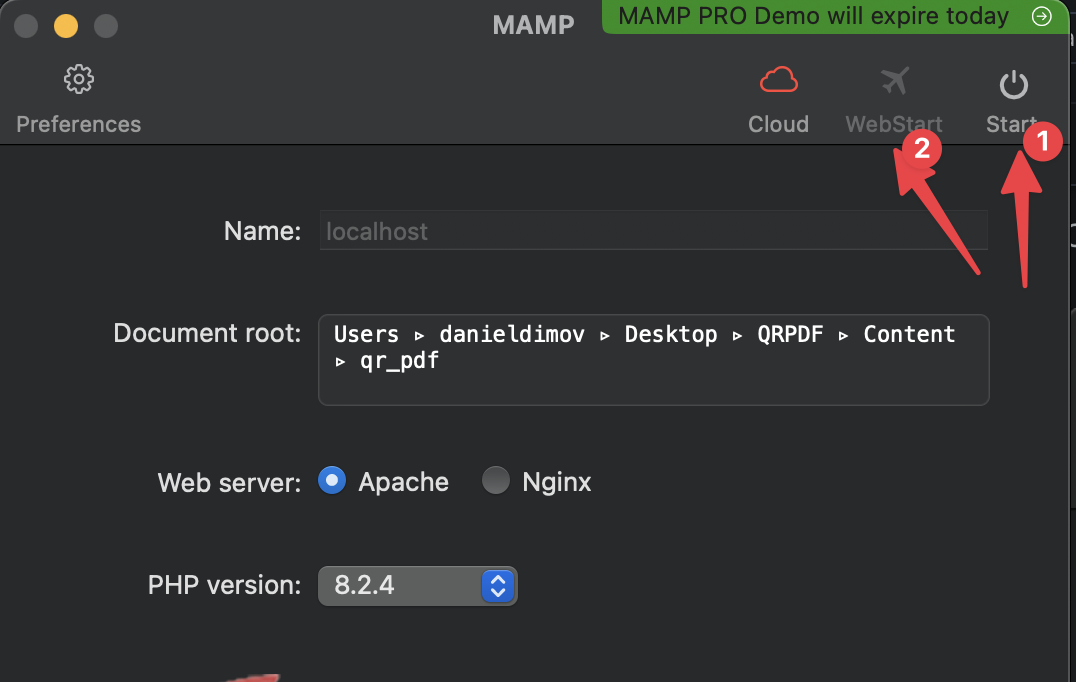 MAMP
MAMP PRO Demo will expire today
Preferences
Cloud
WebStart
Start
2
1
Name:
localhost
Document root:
Users ▹ danieldimov ▹ Desktop ▹ QRPDF ▹ Content
▹ qr_pdf
Web server:
Apache
Nginx
PHP version:
8.2.4